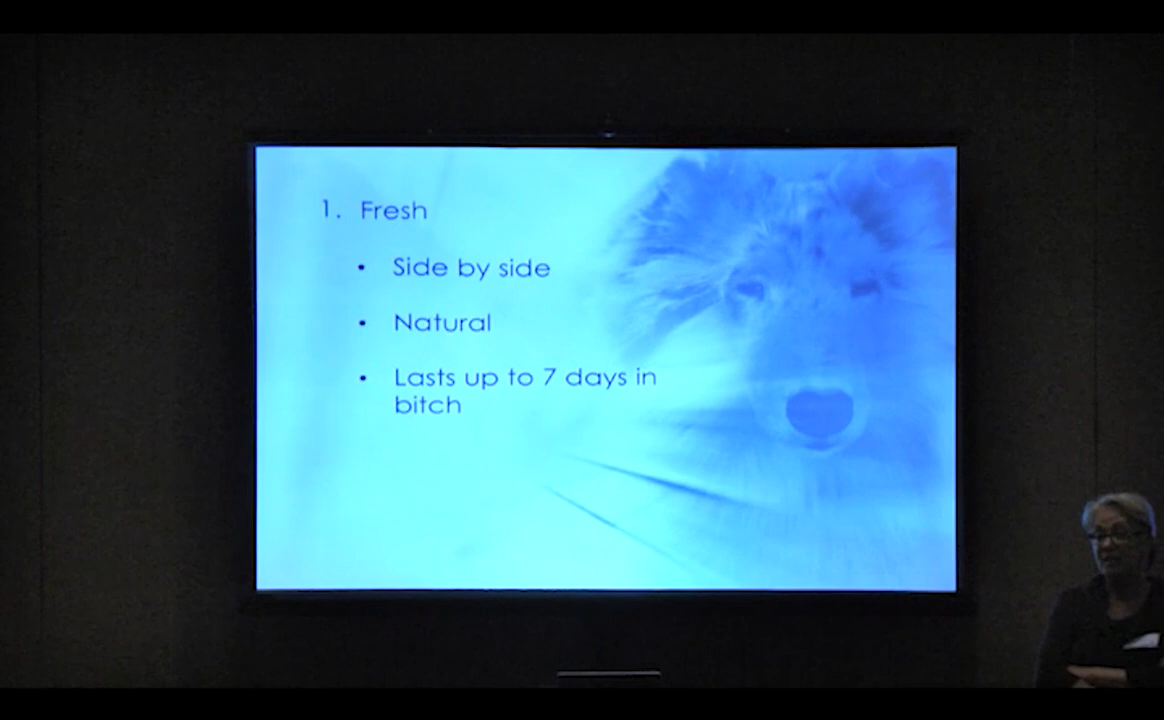 1. Fresh
• Side by side
• Natural
• Lasts up to 7 days in
bitch